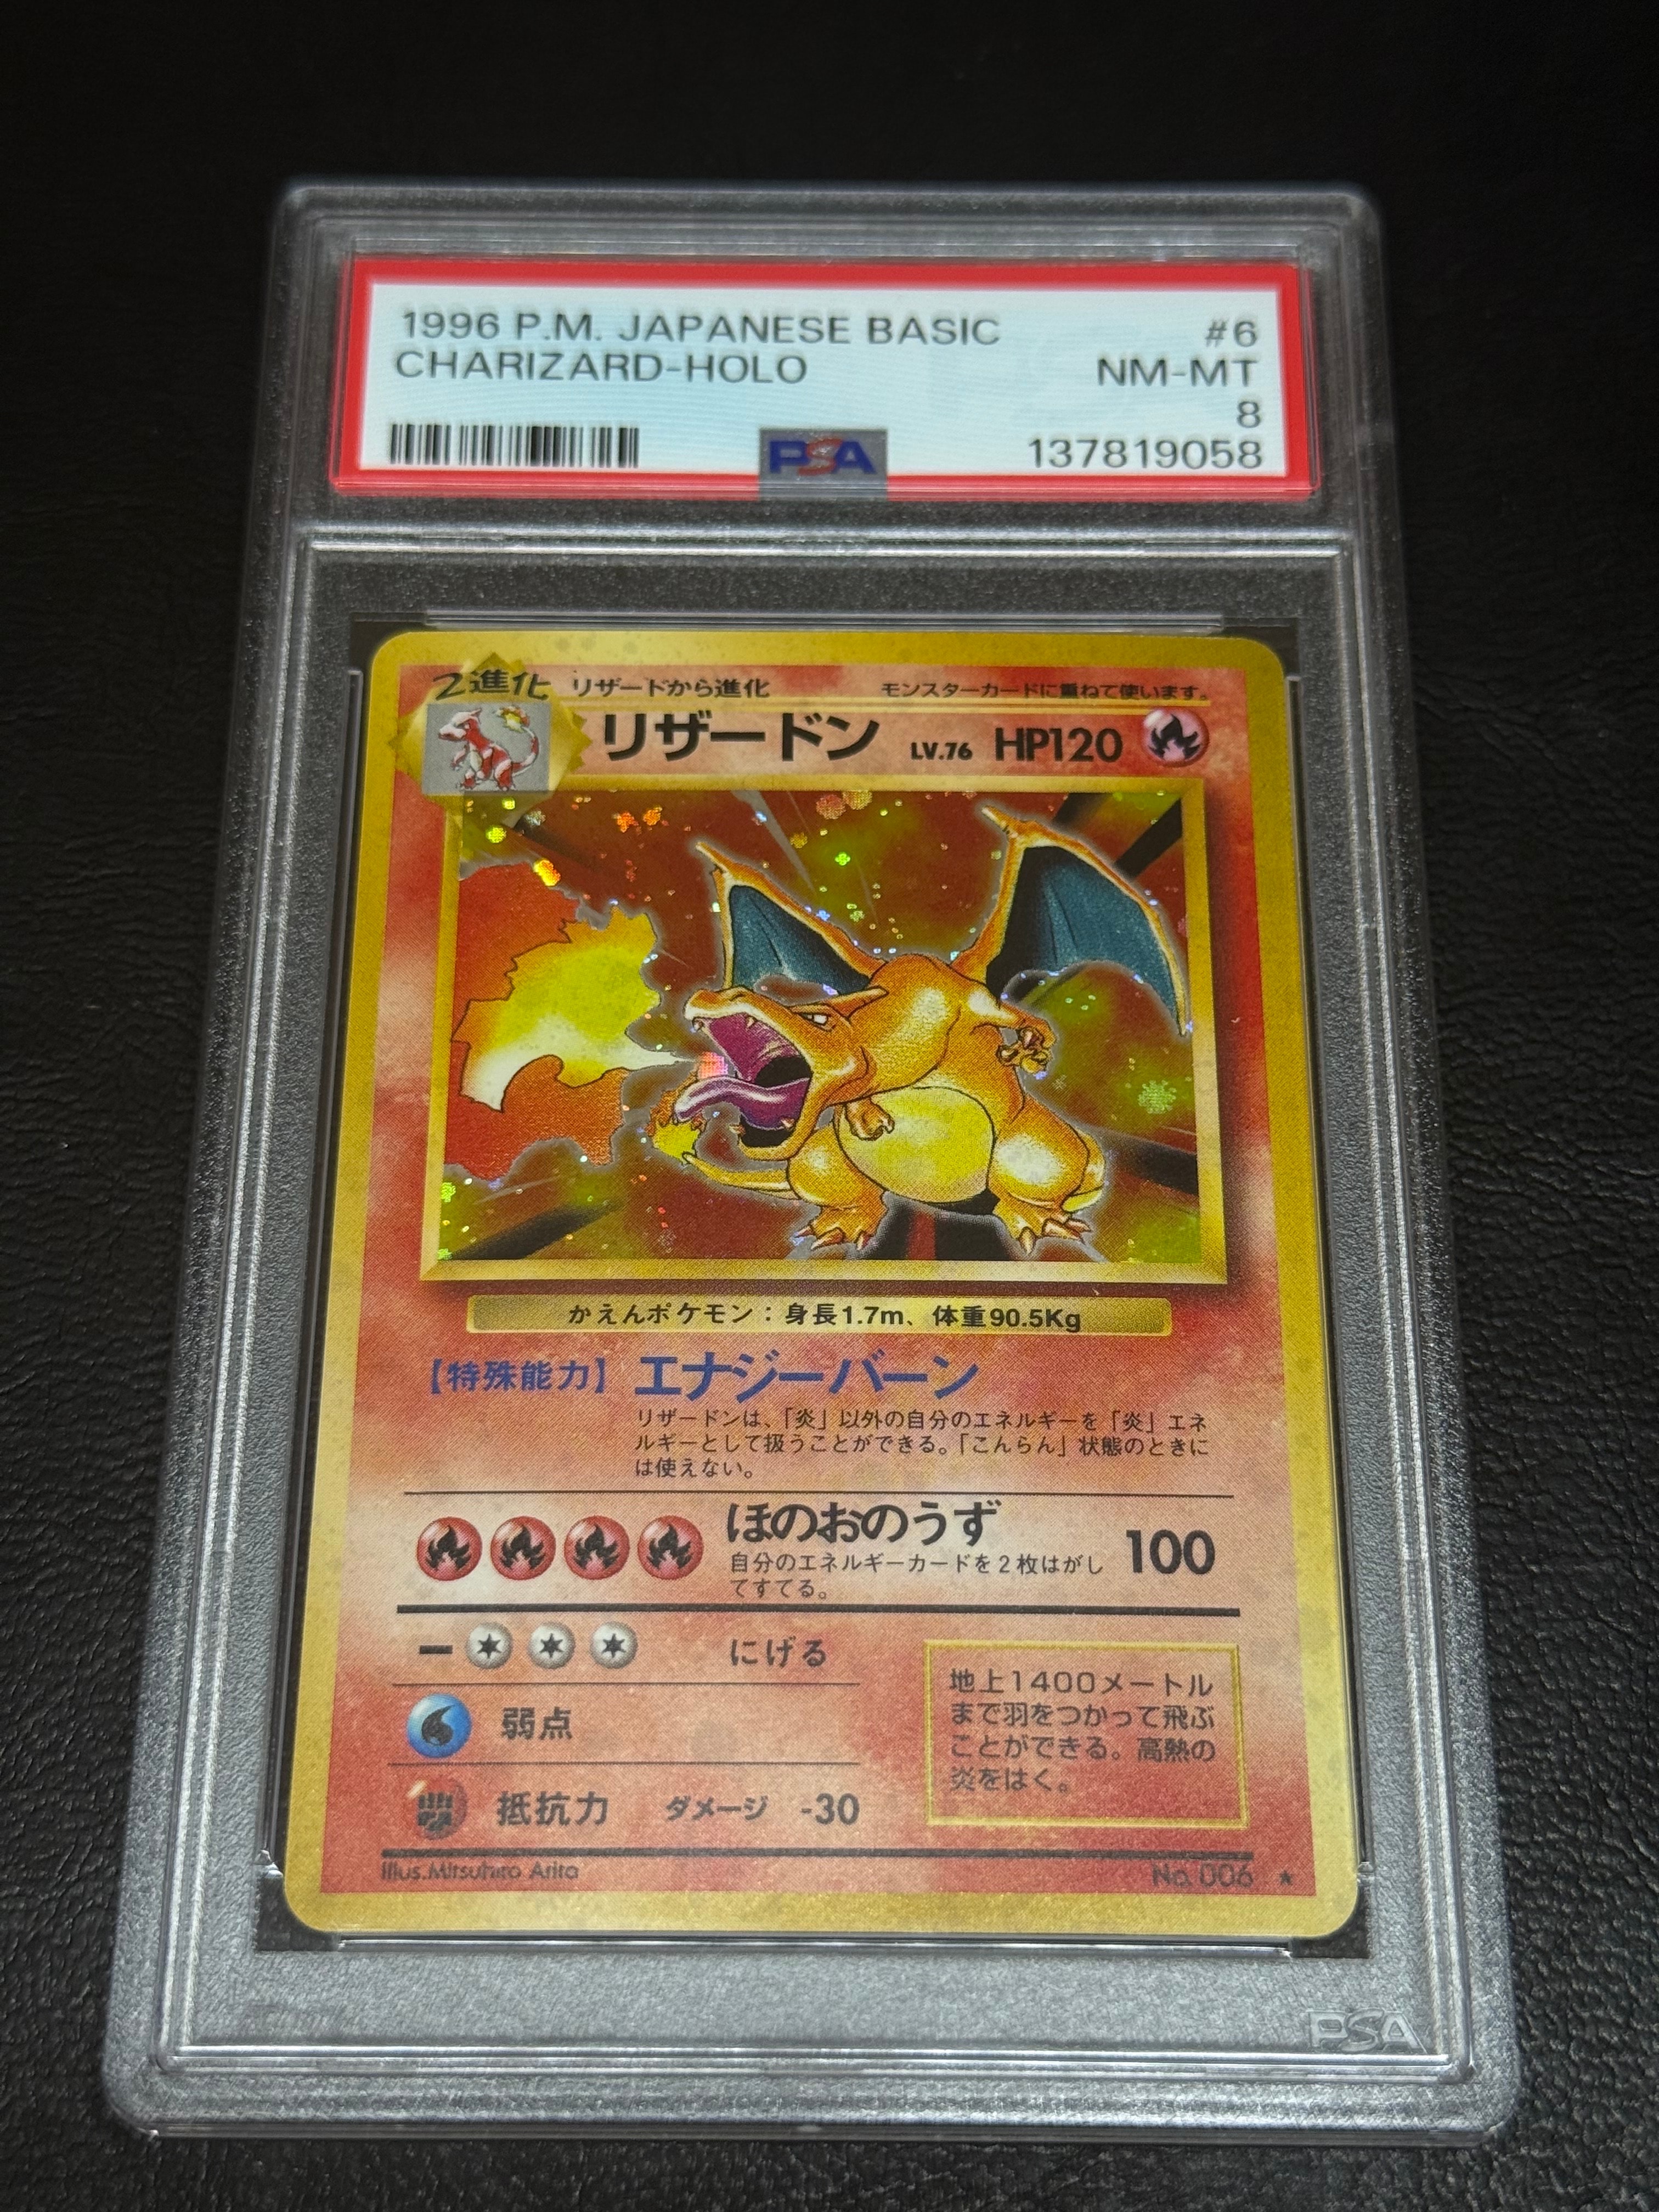 1996 P.M. JAPANESE BASIC #6
CHARIZARD-HOLO NM-MT
8
PSA 137819058
2進化 リザードから進化 モンスターカードに重ねて使います。
リザードン LV.76 HP120
かえんポケモン：身長1.7m、体重90.5Kg
【特殊能力】 エナジーバーン
リザードンは、「炎」以外の自分のエネルギーを「炎」エネ
ルギーとして扱うことができる。「こんらん」状態のときに
は使えない。
ほのおのうず 100
自分のエネルギーカードを2枚はがし
てすてる。
にげる
弱点
抵抗力 ダメージ -30
地上1400メートル
まで羽をつかって飛ぶ
ことができる。高熱の
炎をはく。
Illus.Mitsuhiro Arita No.006 ★
PSA